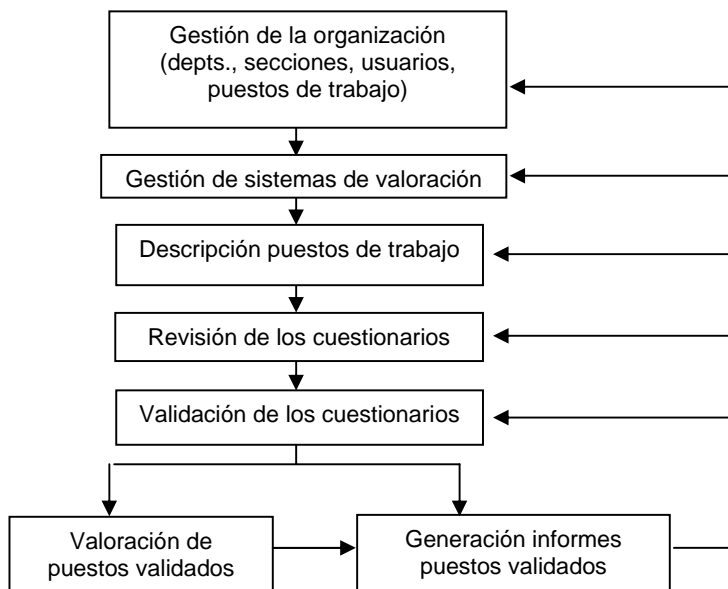 Gestión de la organización
(depts., secciones, usuarios,
puestos de trabajo)
Gestión de sistemas de valoración
Descripción puestos de trabajo
Revisión de los cuestionarios
Validación de los cuestionarios
Valoración de
puestos validados
Generación informes
puestos validados